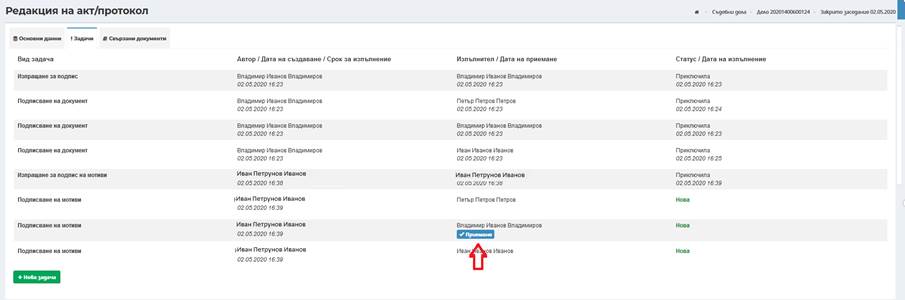 Редакция на акт/протокол
Съдебни дела · Дело 20201400600124 · Закрито заседание 02.05.2020
Основни данни ! Задачи Свързани документи
Вид задача Автор / Дата на създаване / Срок за изпълнение Изпълнител / Дата на приемане Статус / Дата на изпълнение
Изпращане за подпис Владимир Иванов Владимиров Владимир Иванов Владимиров Приключила
02.05.2020 16:23 02.05.2020 16:23 02.05.2020 16:23
Подписване на документ Владимир Иванов Владимиров Петър Петров Петров Приключила
02.05.2020 16:23 02.05.2020 16:23 02.05.2020 16:24
Подписване на документ Владимир Иванов Владимиров Владимир Иванов Владимиров Приключила
02.05.2020 16:23 02.05.2020 16:23 02.05.2020 16:23
Подписване на документ Владимир Иванов Владимиров Иван Иванов Иванов Приключила
02.05.2020 16:23 02.05.2020 16:23 02.05.2020 16:25
Изпращане за подпис на мотиви Иван Петрунов Иванов Иван Петрунов Иванов Приключила
02.05.2020 16:38 02.05.2020 16:38 02.05.2020 16:39
Подписване на мотиви Иван Петрунов Иванов Петър Петров Петров Нова
02.05.2020 16:39
Подписване на мотиви Иван Петрунов Иванов Владимир Иванов Владимиров Нова
02.05.2020 16:39 Приемане
Подписване на мотиви Иван Петрунов Иванов Иван Иванов Иванов Нова
02.05.2020 16:39
+ Нова задача